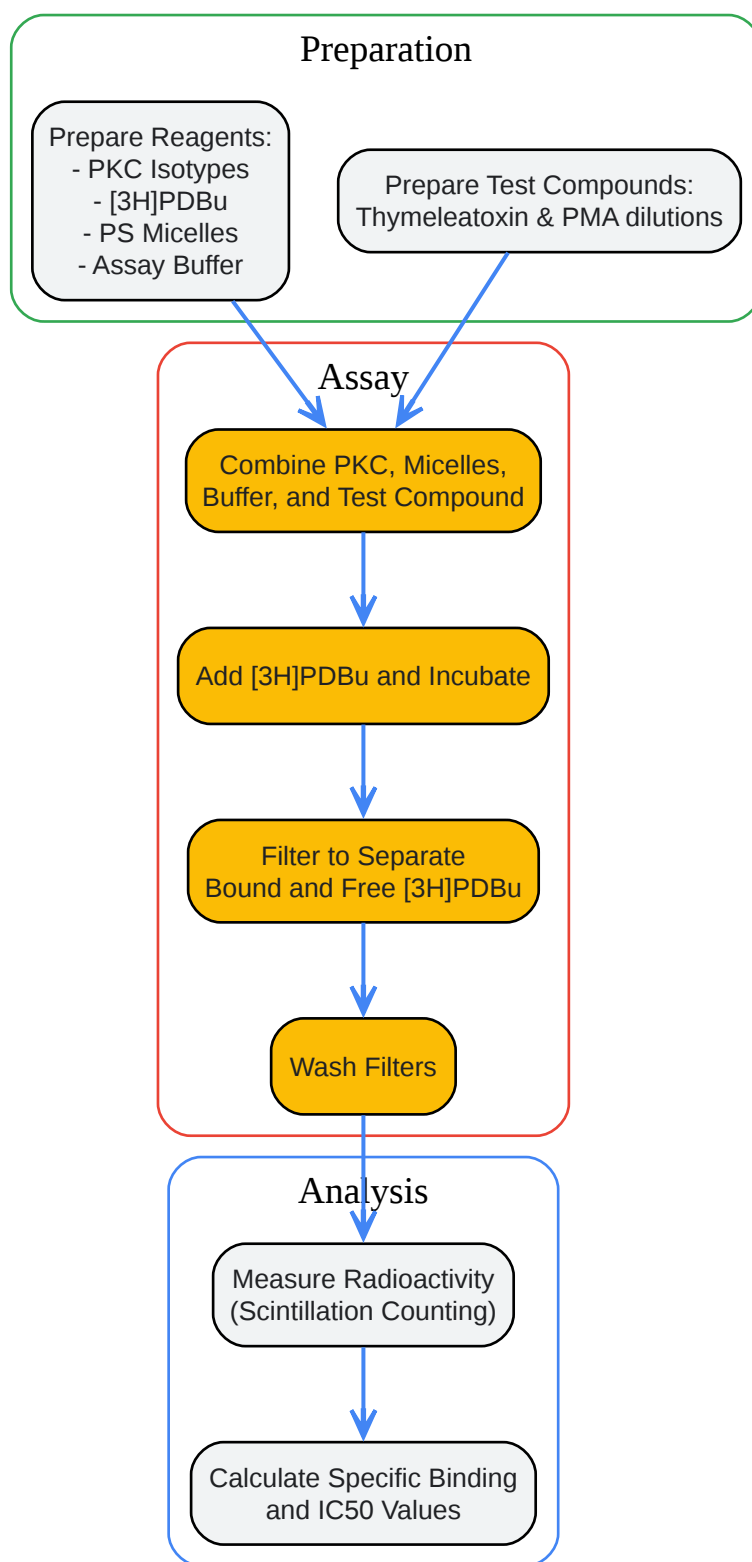 Preparation
Prepare Reagents:
- PKC Isotypes
- [3H]PDBu
- PS Micelles
- Assay Buffer
Prepare Test Compounds:
Thymeleatoxin & PMA dilutions
Assay
Combine PKC, Micelles,
Buffer, and Test Compound
Add [3H]PDBu and Incubate
Filter to Separate
Bound and Free [3H]PDBu
Wash Filters
Analysis
Measure Radioactivity
(Scintillation Counting)
Calculate Specific Binding
and IC50 Values